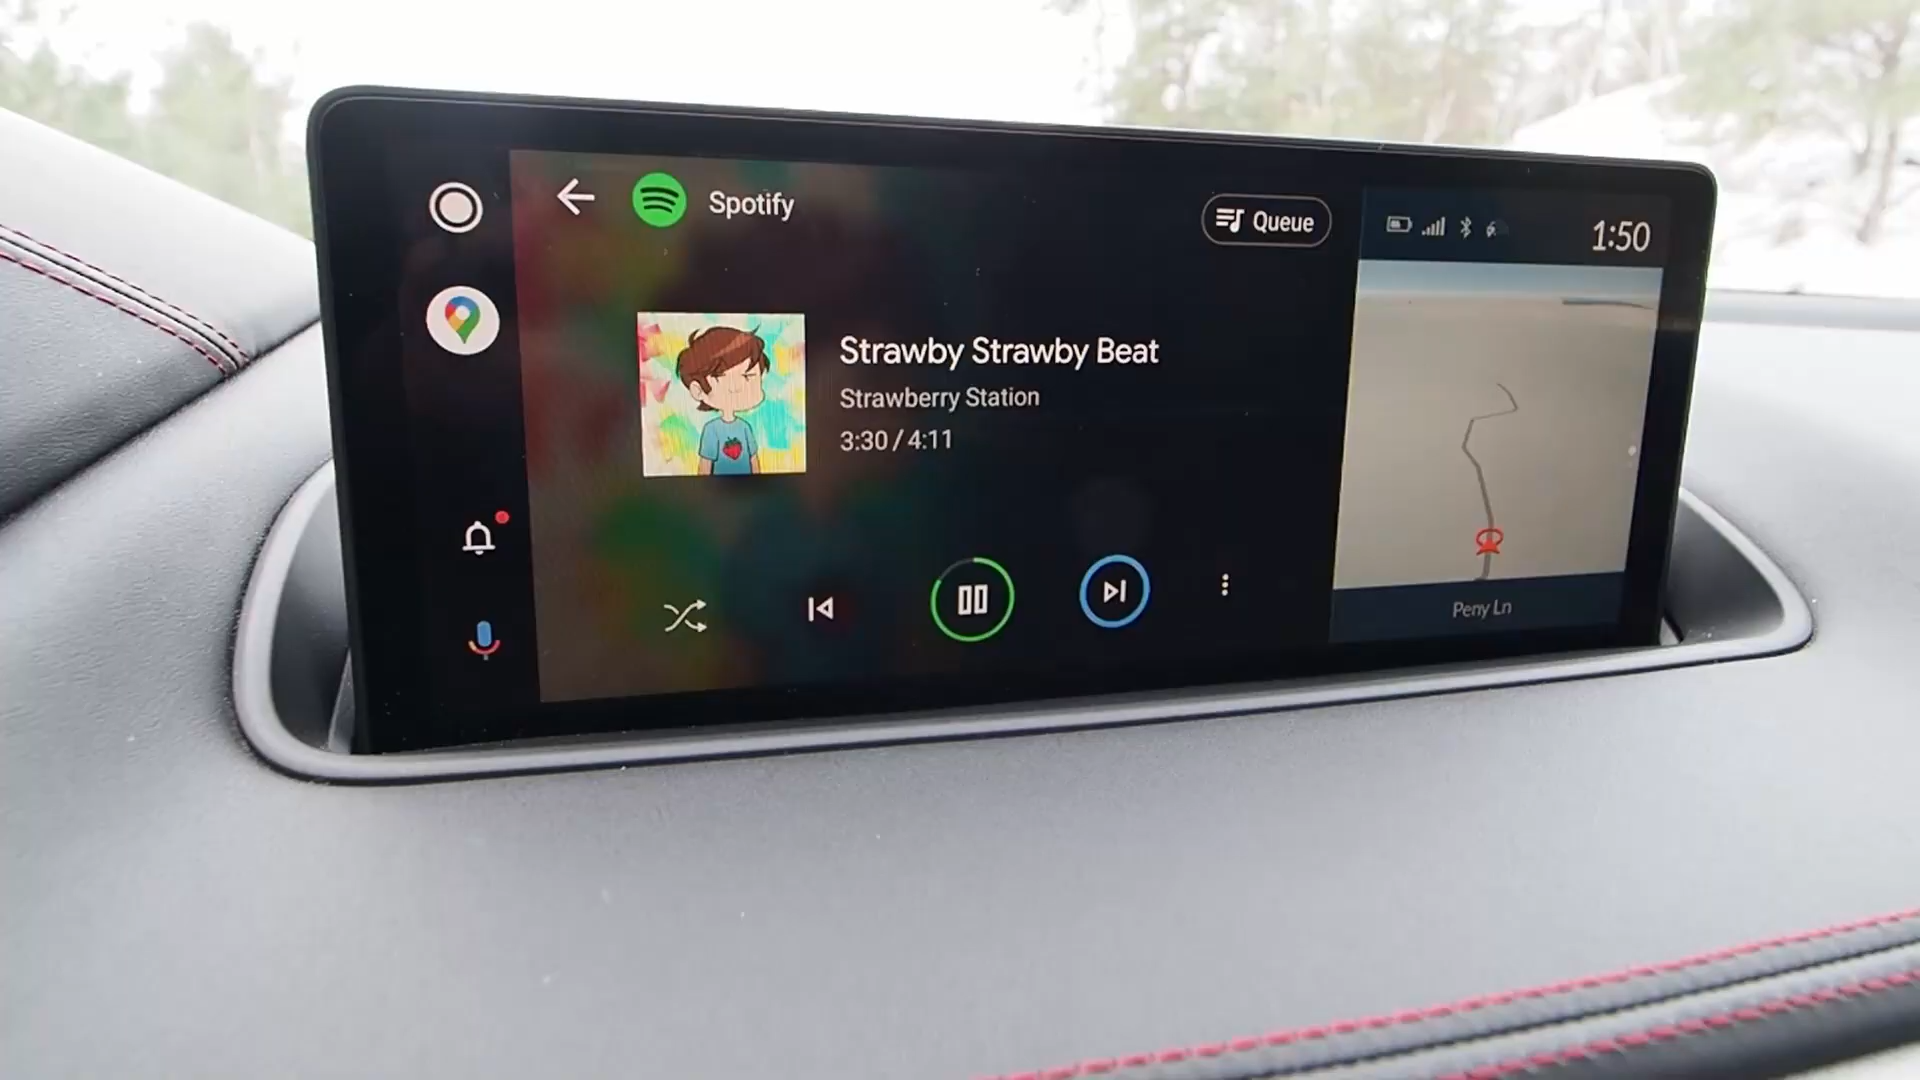 Spotify
Queue
1:50
Strawby Strawby Beat
Strawberry Station
3:30 / 4:11
Peny Ln